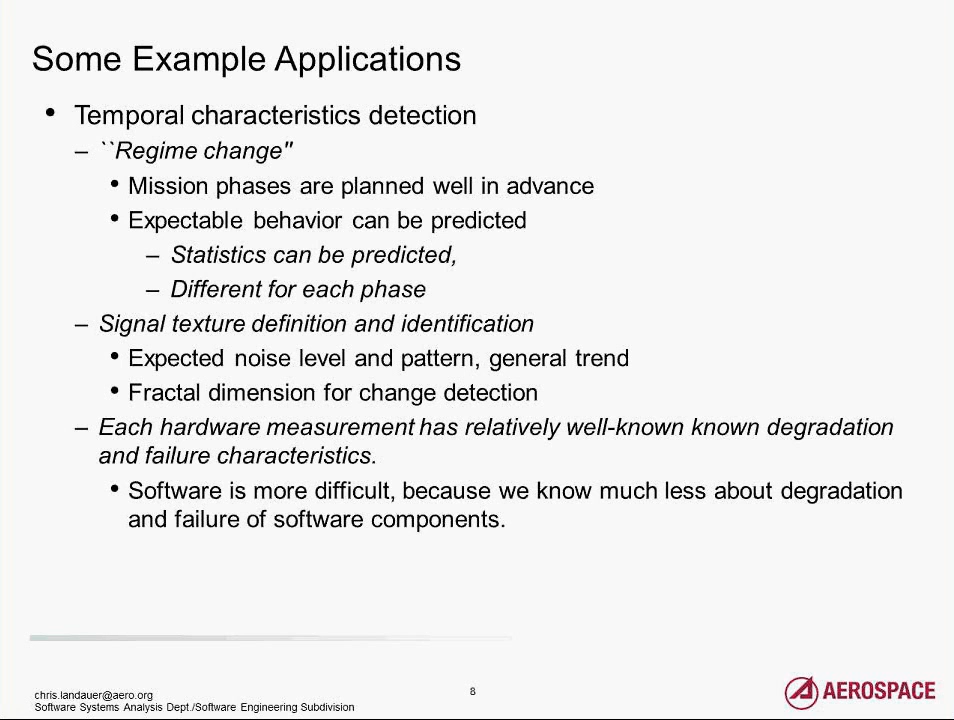 Some Example Applications
• Temporal characteristics detection
– ``Regime change"
• Mission phases are planned well in advance
• Expectable behavior can be predicted
– Statistics can be predicted,
– Different for each phase
– Signal texture definition and identification
• Expected noise level and pattern, general trend
• Fractal dimension for change detection
– Each hardware measurement has relatively well-known known degradation
and failure characteristics.
• Software is more difficult, because we know much less about degradation
and failure of software components.
chris.landauer@aero.org
Software Systems Analysis Dept./Software Engineering Subdivision
8
AEROSPACE